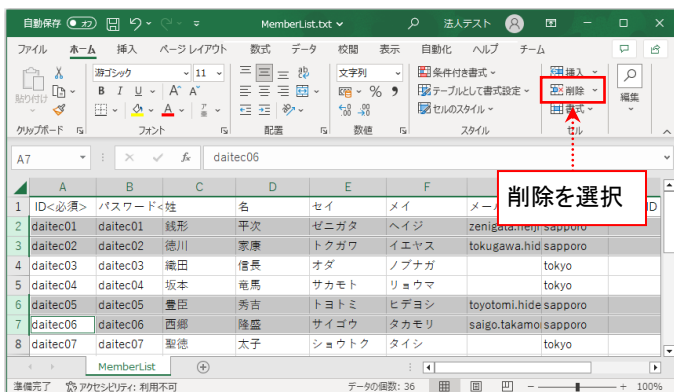 自動保存 オフ MemberList.txt 法人テスト
ファイル ホーム 挿入 ページ レイアウト 数式 データ 校閲 表示 自動化 ヘルプ チーム
貼り付け 游ゴシック 11 文字列 条件付き書式 挿入
B I U A A % テーブルとして書式設定 削除 編集
A セルのスタイル 書式
クリップボード フォント 配置 数値 スタイル セル
A7 fx daitec06
削除を選択
A B C D E F
1 ID<必須> パスワード< 姓 名 セイ メイ メー ID
2 daitec01 daitec01 銭形 平次 ゼニガタ ヘイジ zenigata.heiji sapporo
3 daitec02 daitec02 徳川 家康 トクガワ イエヤス tokugawa.hid sapporo
4 daitec03 daitec03 織田 信長 オダ ノブナガ tokyo
5 daitec04 daitec04 坂本 竜馬 サカモト リョウマ tokyo
6 daitec05 daitec05 豊臣 秀吉 トヨトミ ヒデヨシ toyotomi.hide sapporo
7 daitec06 daitec06 西郷 隆盛 サイゴウ タカモリ saigo.takamo sapporo
8 daitec07 daitec07 聖徳 太子 ショウトク タイシ tokyo
MemberList
準備完了 アクセシビリティ: 利用不可 データの個数: 36 100%